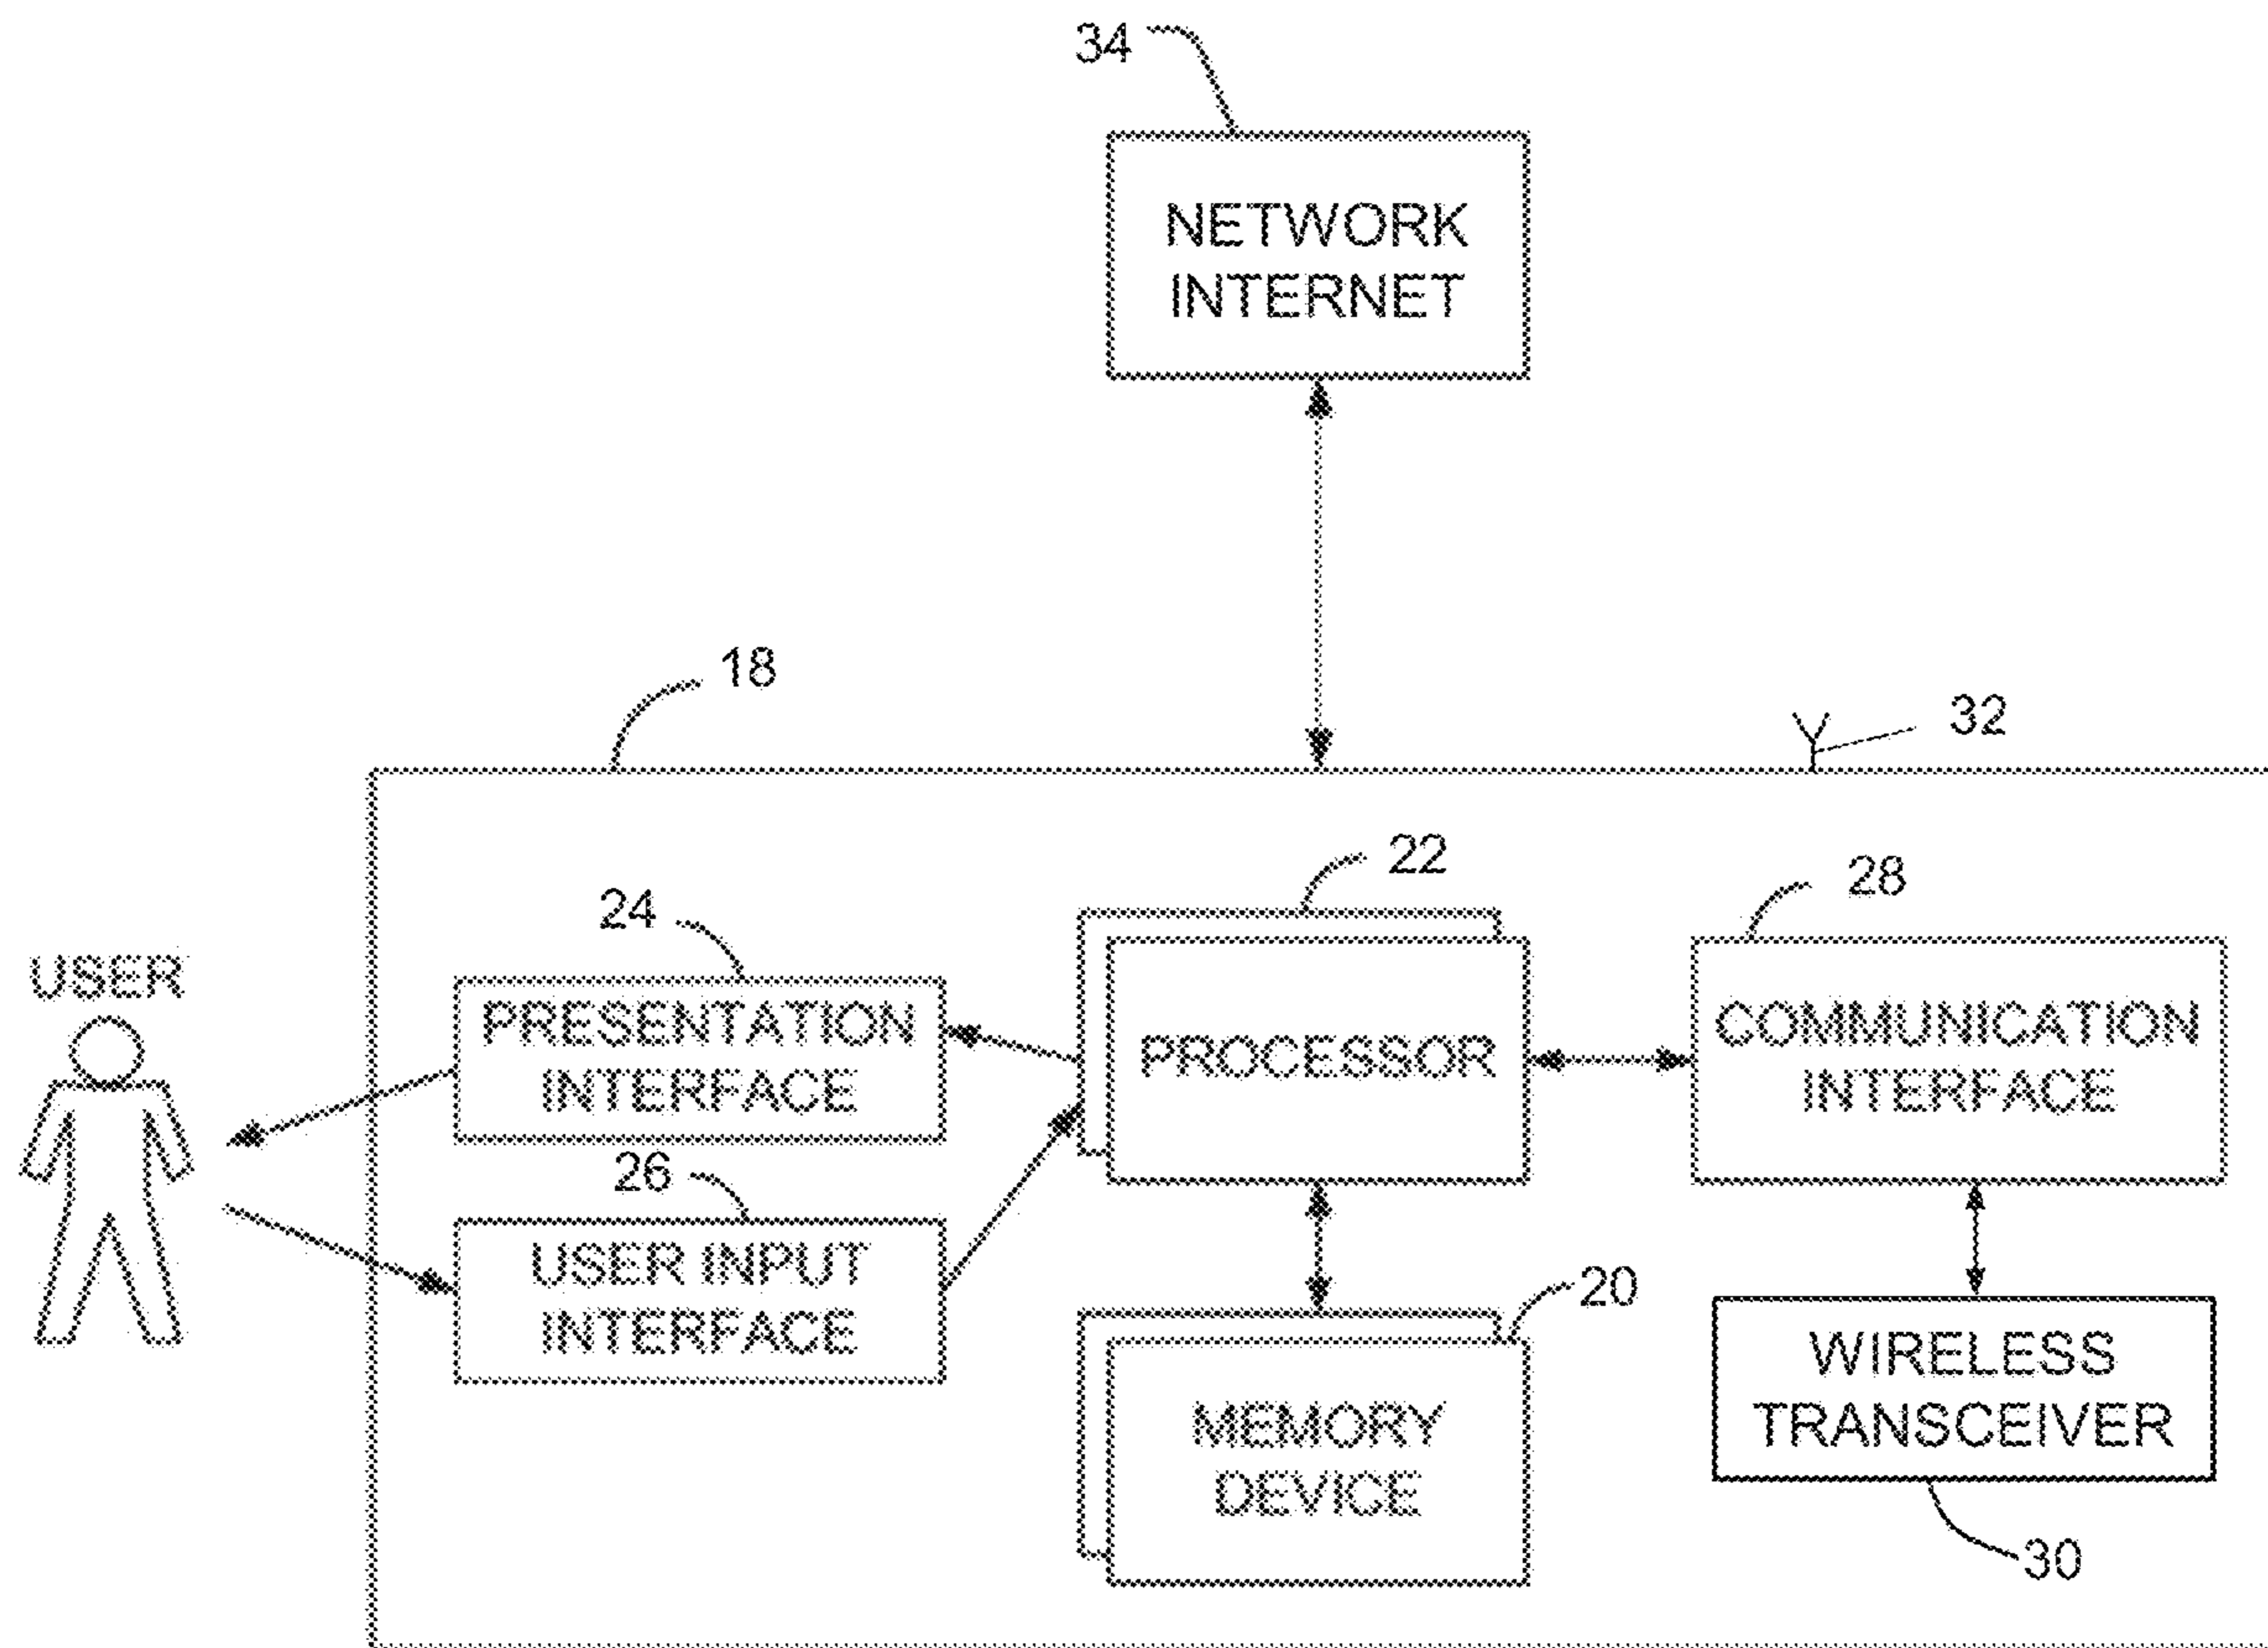 34
NETWORK
INTERNET
18
32
22
28
24
USER
PRESENTATION
INTERFACE
PROCESSOR
COMMUNICATION
INTERFACE
26
USER INPUT
INTERFACE
20
WIRELESS
TRANSCEIVER
MEMORY
DEVICE
30